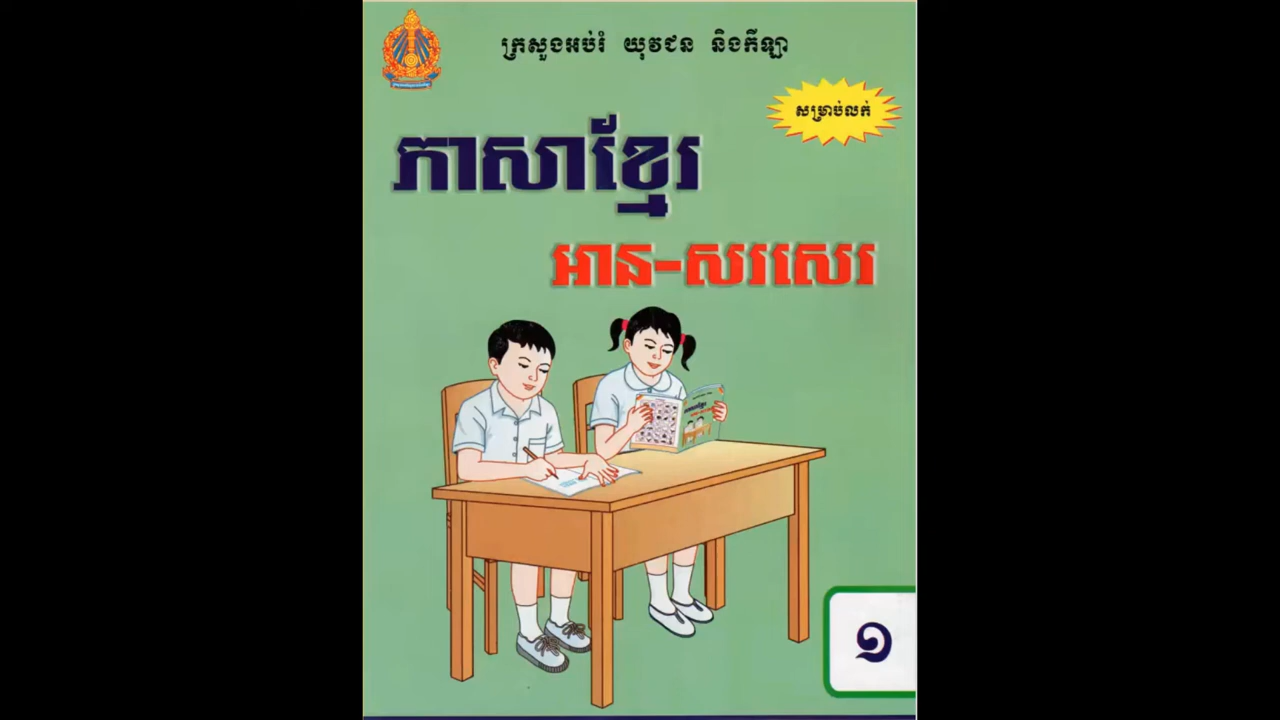 ក្រសួងអប់រំ យុវជន និងកីឡា
សម្រាប់លក់
ភាសាខ្មែរ
អាន-សរសេរ
១